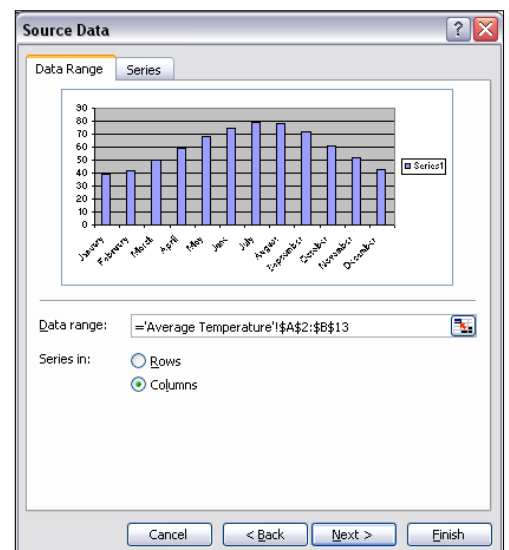 Source Data
Data Range Series
90
80
70
60
50
40
30
20
10
0
Series1
January February March April May June July August September October November December
Data range: ='Average Temperature'!$A$2:$B$13
Series in: Rows
Columns
Cancel < Back Next > Finish